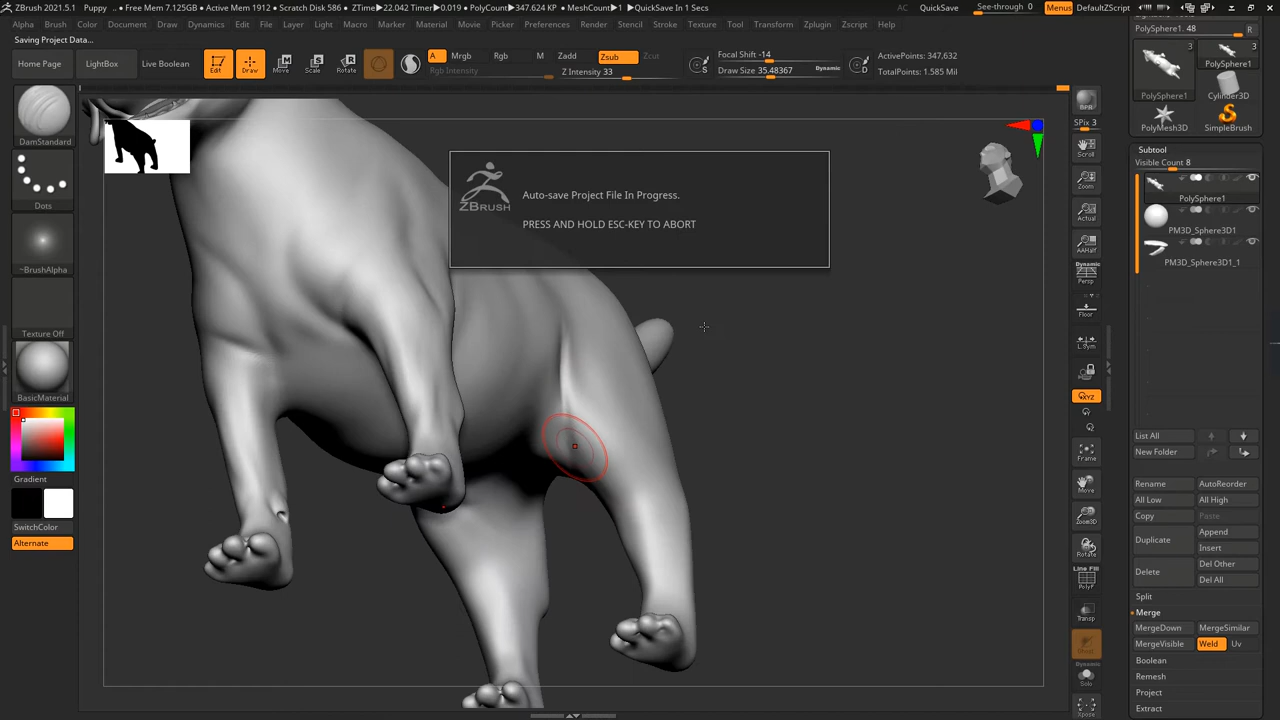 ZBrush 2021.5.1 Puppy .. • Free Mem 7.125GB • Active Mem 1912 • Scratch Disk 586 • ZTime▶22.042 Timer▶0.019 • PolyCount▶347.624 KP • MeshCount▶1 ▶QuickSave In 1 Secs AC QuickSave See-through 0 Menus DefaultZScript
Alpha Brush Color Document Draw Dynamics Edit File Layer Light Macro Marker Material Movie Picker Preferences Render Stencil Stroke Texture Tool Transform Zplugin Zscript
Saving Project Data...
Home Page LightBox Live Boolean Edit Draw Move Scale Rotate A Mrgb Rgb M Zadd Zsub Zcut
Rgb Intensity Z Intensity 33
Focal Shift -14
Draw Size 35.48367 Dynamic
S D
ActivePoints: 347,632
TotalPoints: 1.585 Mil
DamStandard
Dots
~BrushAlpha
Texture Off
BasicMaterial
Gradient
SwitchColor
Alternate
ZBRUSH
Auto-save Project File In Progress.
PRESS AND HOLD ESC-KEY TO ABORT
BPR
SPix 3
Scroll
Zoom
Actual
AAHalf
Dynamic
Persp
Floor
L.Sym
XYZ
Frame
Move
Zoom3D
Rotate
Line Fill
PolyF
Transp
Dynamic
Solo
Xpose
PolySphere1. 48 R
3 3
PolySphere1
PolySphere1 Cylinder3D
PolyMesh3D SimpleBrush
Subtool
Visible Count 8
PolySphere1
PM3D_Sphere3D1
PM3D_Sphere3D1_1
List All
New Folder
Rename AutoReorder
All Low All High
Copy Paste
Duplicate Append
Insert
Delete Del Other
Del All
Split
Merge
MergeDown MergeSimilar
MergeVisible Weld Uv
Boolean
Remesh
Project
Extract